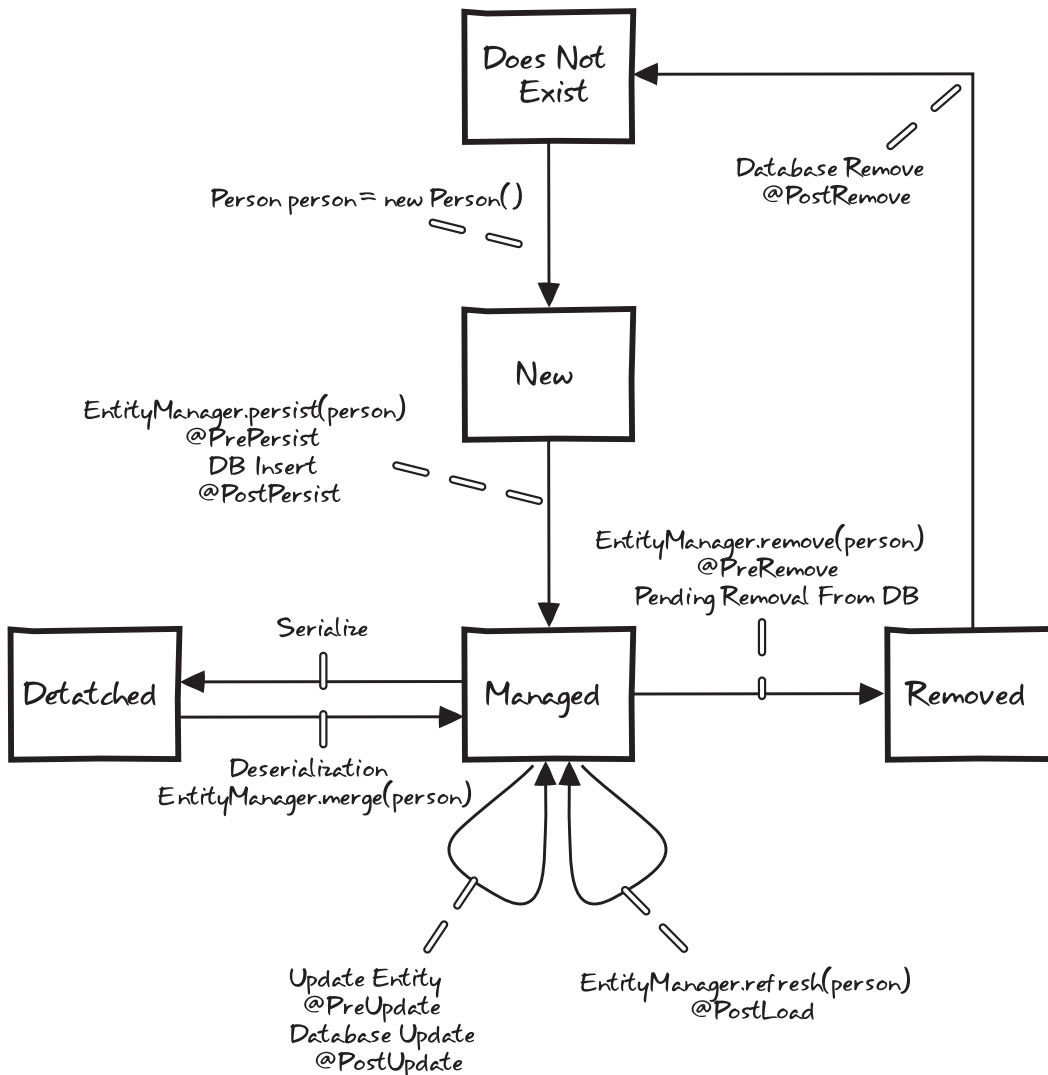 Does Not
Exist
Database Remove
@PostRemove
Person person= new Person()
New
EntityManager.persist(person)
@PrePersist
DB Insert
@PostPersist
EntityManager.remove(person)
@PreRemove
Pending Removal From DB
Serialize
Detatched
Managed
Removed
Deserialization
EntityManager.merge(person)
Update Entity
@PreUpdate
Database Update
@PostUpdate
EntityManager.refresh(person)
@PostLoad